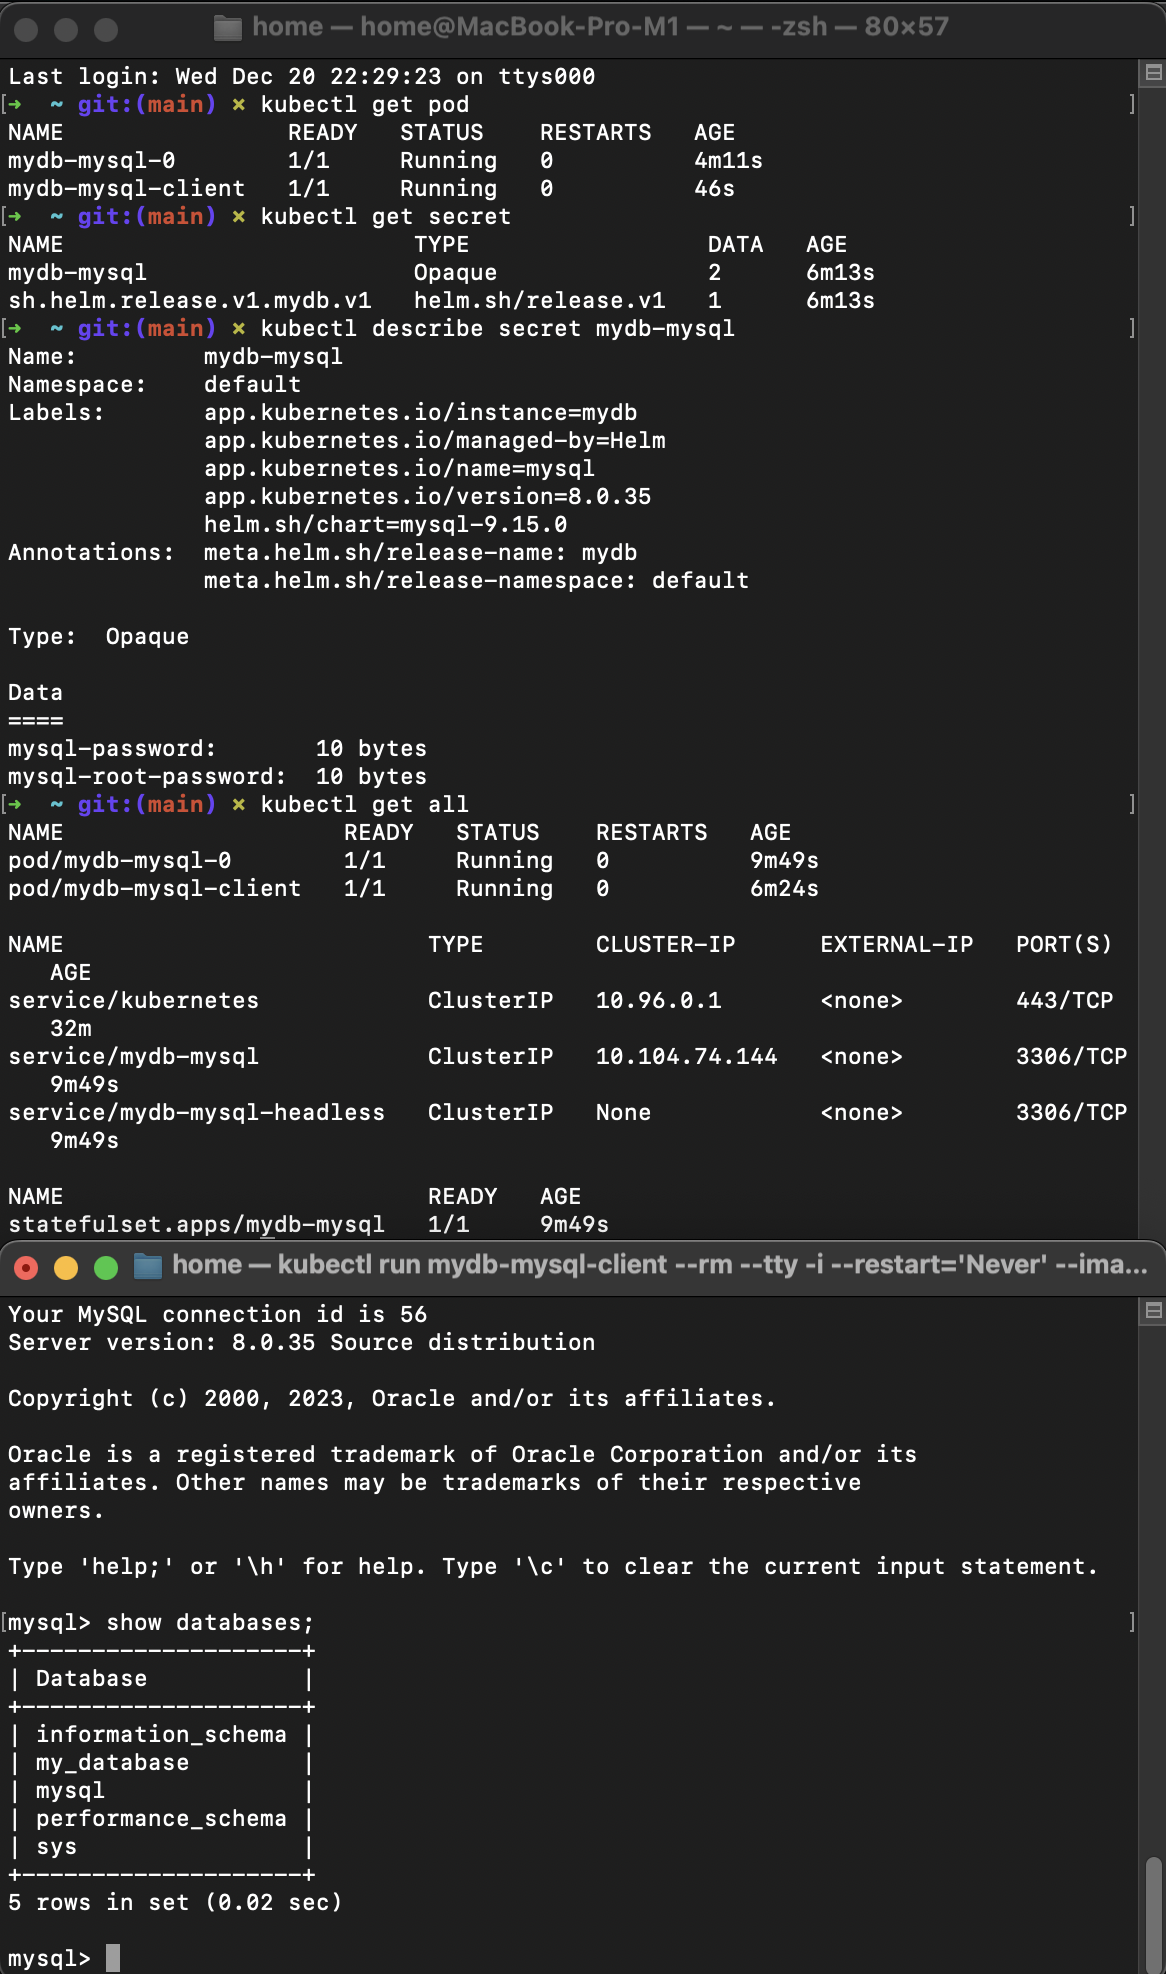 home — home@MacBook-Pro-M1 — ~ — -zsh — 80×57
Last login: Wed Dec 20 22:29:23 on ttys000
[➜  ~ git:(main) × kubectl get pod ]
NAME                READY   STATUS    RESTARTS   AGE
mydb-mysql-0        1/1     Running   0          4m11s
mydb-mysql-client   1/1     Running   0          46s
[➜  ~ git:(main) × kubectl get secret ]
NAME                         TYPE                 DATA   AGE
mydb-mysql                   Opaque               2      6m13s
sh.helm.release.v1.mydb.v1   helm.sh/release.v1   1      6m13s
[➜  ~ git:(main) × kubectl describe secret mydb-mysql ]
Name:         mydb-mysql
Namespace:    default
Labels:       app.kubernetes.io/instance=mydb
              app.kubernetes.io/managed-by=Helm
              app.kubernetes.io/name=mysql
              app.kubernetes.io/version=8.0.35
              helm.sh/chart=mysql-9.15.0
Annotations:  meta.helm.sh/release-name: mydb
              meta.helm.sh/release-namespace: default
Type:  Opaque
Data
====
mysql-password:       10 bytes
mysql-root-password:  10 bytes
[➜  ~ git:(main) × kubectl get all ]
NAME                    READY   STATUS    RESTARTS   AGE
pod/mydb-mysql-0        1/1     Running   0          9m49s
pod/mydb-mysql-client   1/1     Running   0          6m24s
NAME                          TYPE        CLUSTER-IP      EXTERNAL-IP   PORT(S)
   AGE
service/kubernetes            ClusterIP   10.96.0.1       <none>        443/TCP
   32m
service/mydb-mysql            ClusterIP   10.104.74.144   <none>        3306/TCP
   9m49s
service/mydb-mysql-headless   ClusterIP   None            <none>        3306/TCP
   9m49s
NAME                          READY   AGE
statefulset.apps/mydb-mysql   1/1     9m49s
home — kubectl run mydb-mysql-client --rm --tty -i --restart='Never' --ima...
Your MySQL connection id is 56
Server version: 8.0.35 Source distribution
Copyright (c) 2000, 2023, Oracle and/or its affiliates.
Oracle is a registered trademark of Oracle Corporation and/or its
affiliates. Other names may be trademarks of their respective
owners.
Type 'help;' or '\h' for help. Type '\c' to clear the current input statement.
[mysql> show databases; ]
+--------------------+
| Database           |
+--------------------+
| information_schema |
| my_database        |
| mysql              |
| performance_schema |
| sys                |
+--------------------+
5 rows in set (0.02 sec)
mysql>